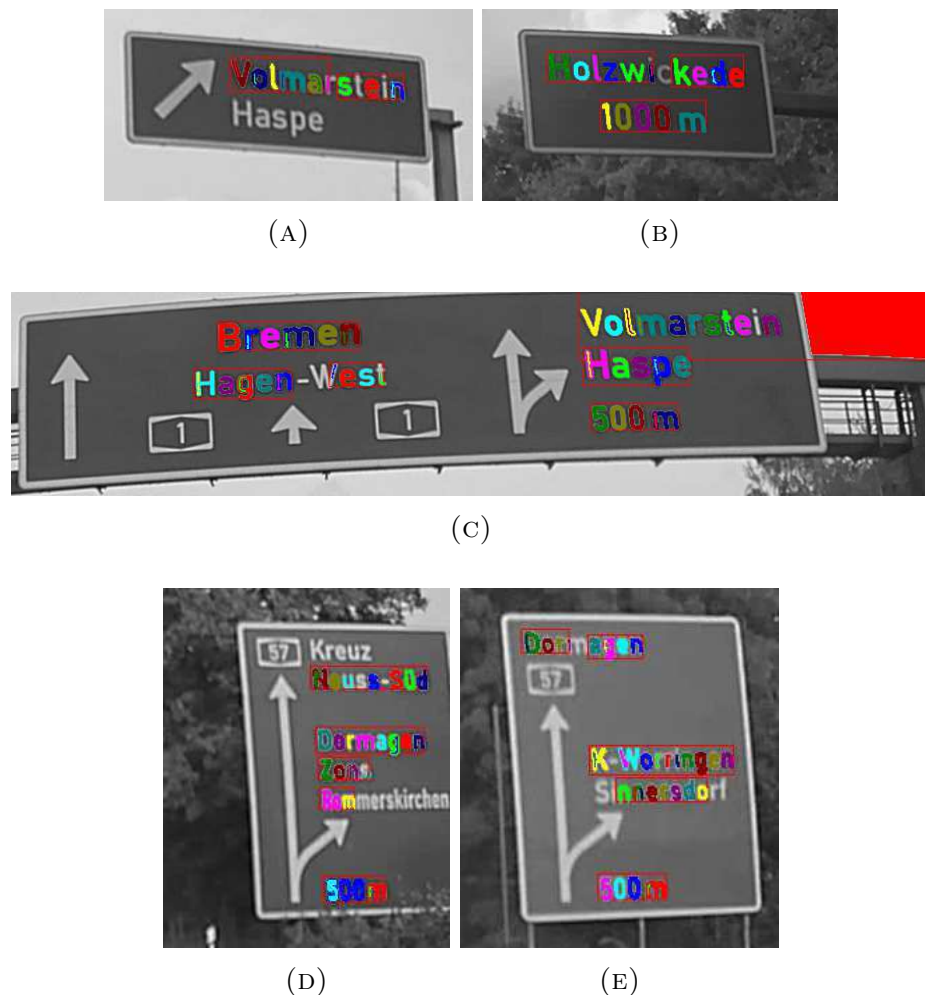 Volmarstein
Haspe
(A)
Holzwickede
1000 m
(B)
Bremen
Hagen-West
1
1
Volmarstein
Haspe
500 m
(C)
57 Kreuz
Neuss-Süd
Dormagen
Zons
Rommerskirchen
500 m
(D)
Dormagen
57
K-Worringen
Sinnersdorf
500 m
(E)